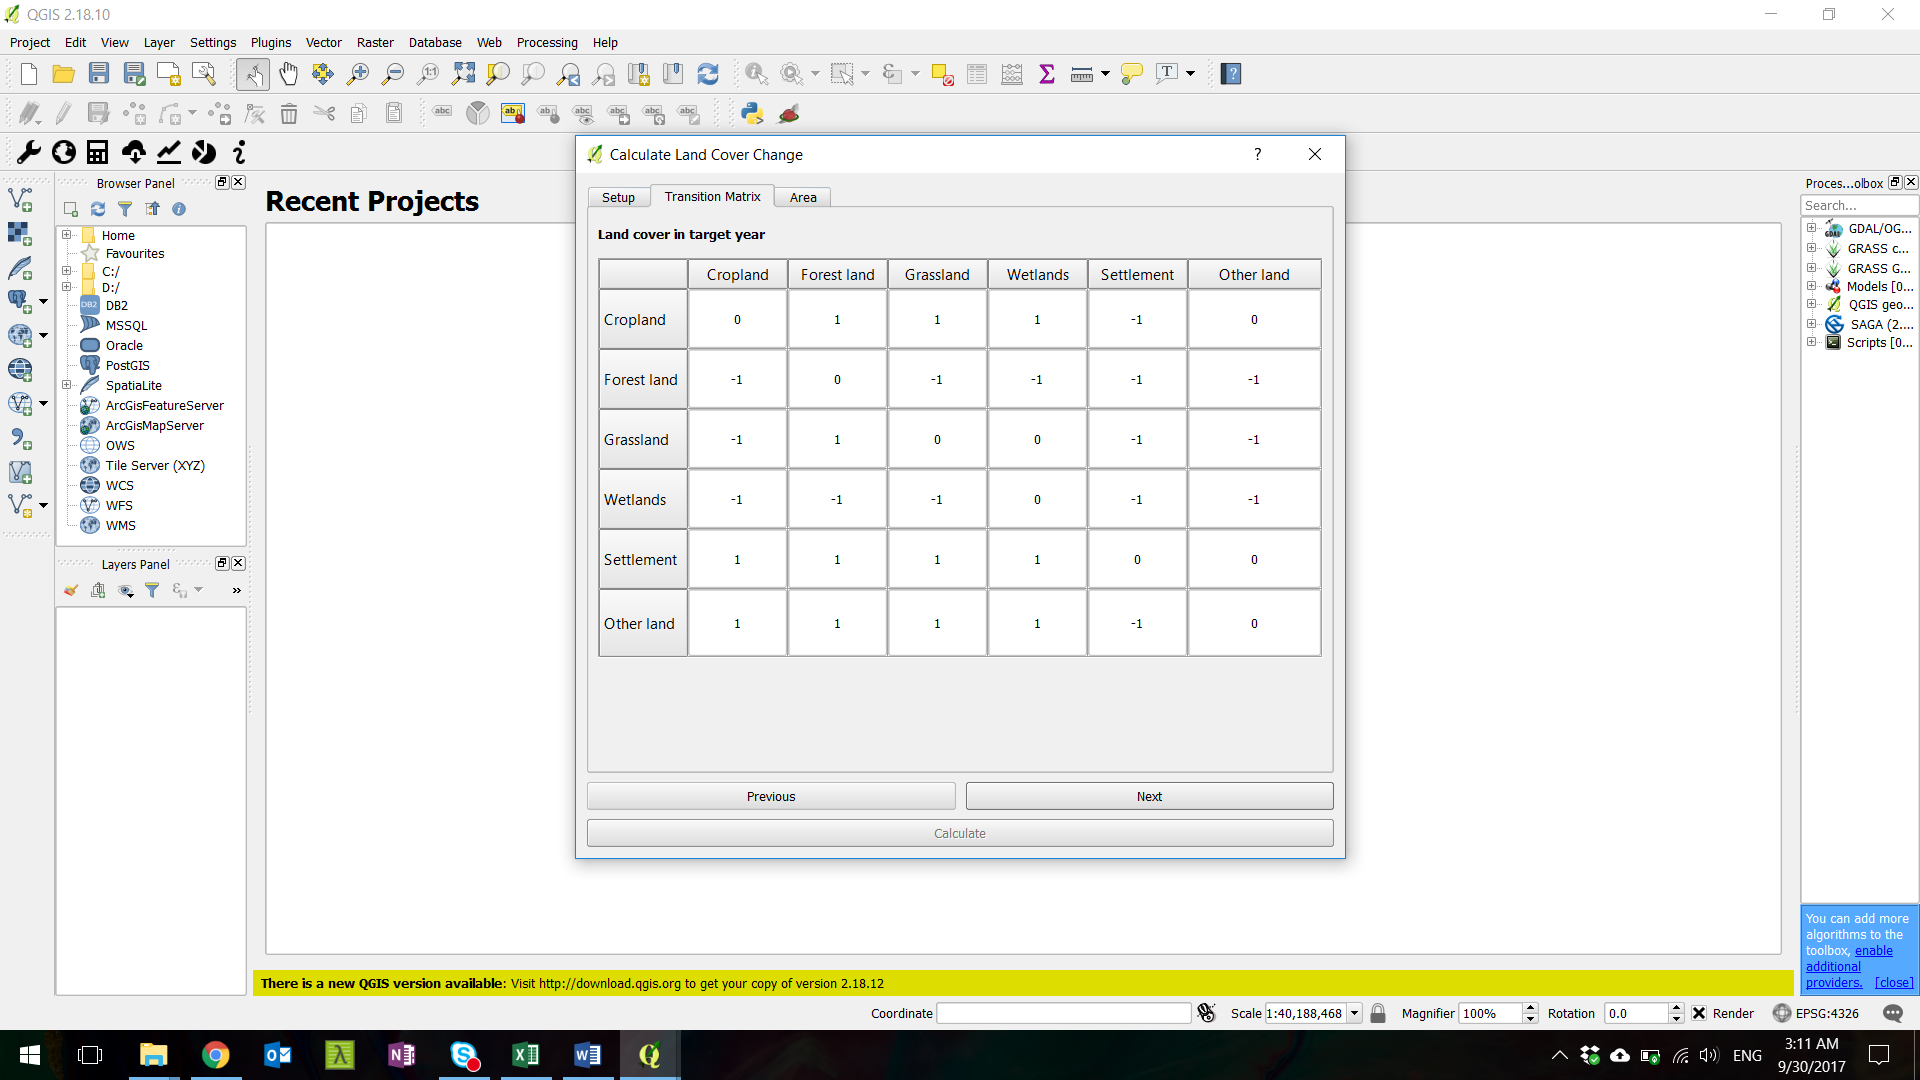 QGIS 2.18.10
Project Edit View Layer Settings Plugins Vector Raster Database Web Processing Help
Browser Panel
Home
Favourites
C:/
D:/
DB2
MSSQL
Oracle
PostGIS
SpatiaLite
ArcGisFeatureServer
ArcGisMapServer
OWS
Tile Server (XYZ)
WCS
WFS
WMS
Layers Panel
»
Recent Projects
Calculate Land Cover Change
?
Setup Transition Matrix Area
Land cover in target year
Cropland Forest land Grassland Wetlands Settlement Other land
Cropland 0 1 1 1 -1 0
Forest land -1 0 -1 -1 -1 -1
Grassland -1 1 0 0 -1 -1
Wetlands -1 -1 -1 0 -1 -1
Settlement 1 1 1 1 0 0
Other land 1 1 1 1 -1 0
Previous Next
Calculate
Proces...olbox
Search...
GDAL/OG...
GRASS c...
GRASS G...
Models [0...
QGIS geo...
SAGA (2....
Scripts [0...
You can add more
algorithms to the
toolbox, enable
additional
providers. [close]
There is a new QGIS version available: Visit http://download.qgis.org to get your copy of version 2.18.12
Coordinate Scale 1:40,188,468 Magnifier 100% Rotation 0.0 Render EPSG:4326
ENG
3:11 AM
9/30/2017